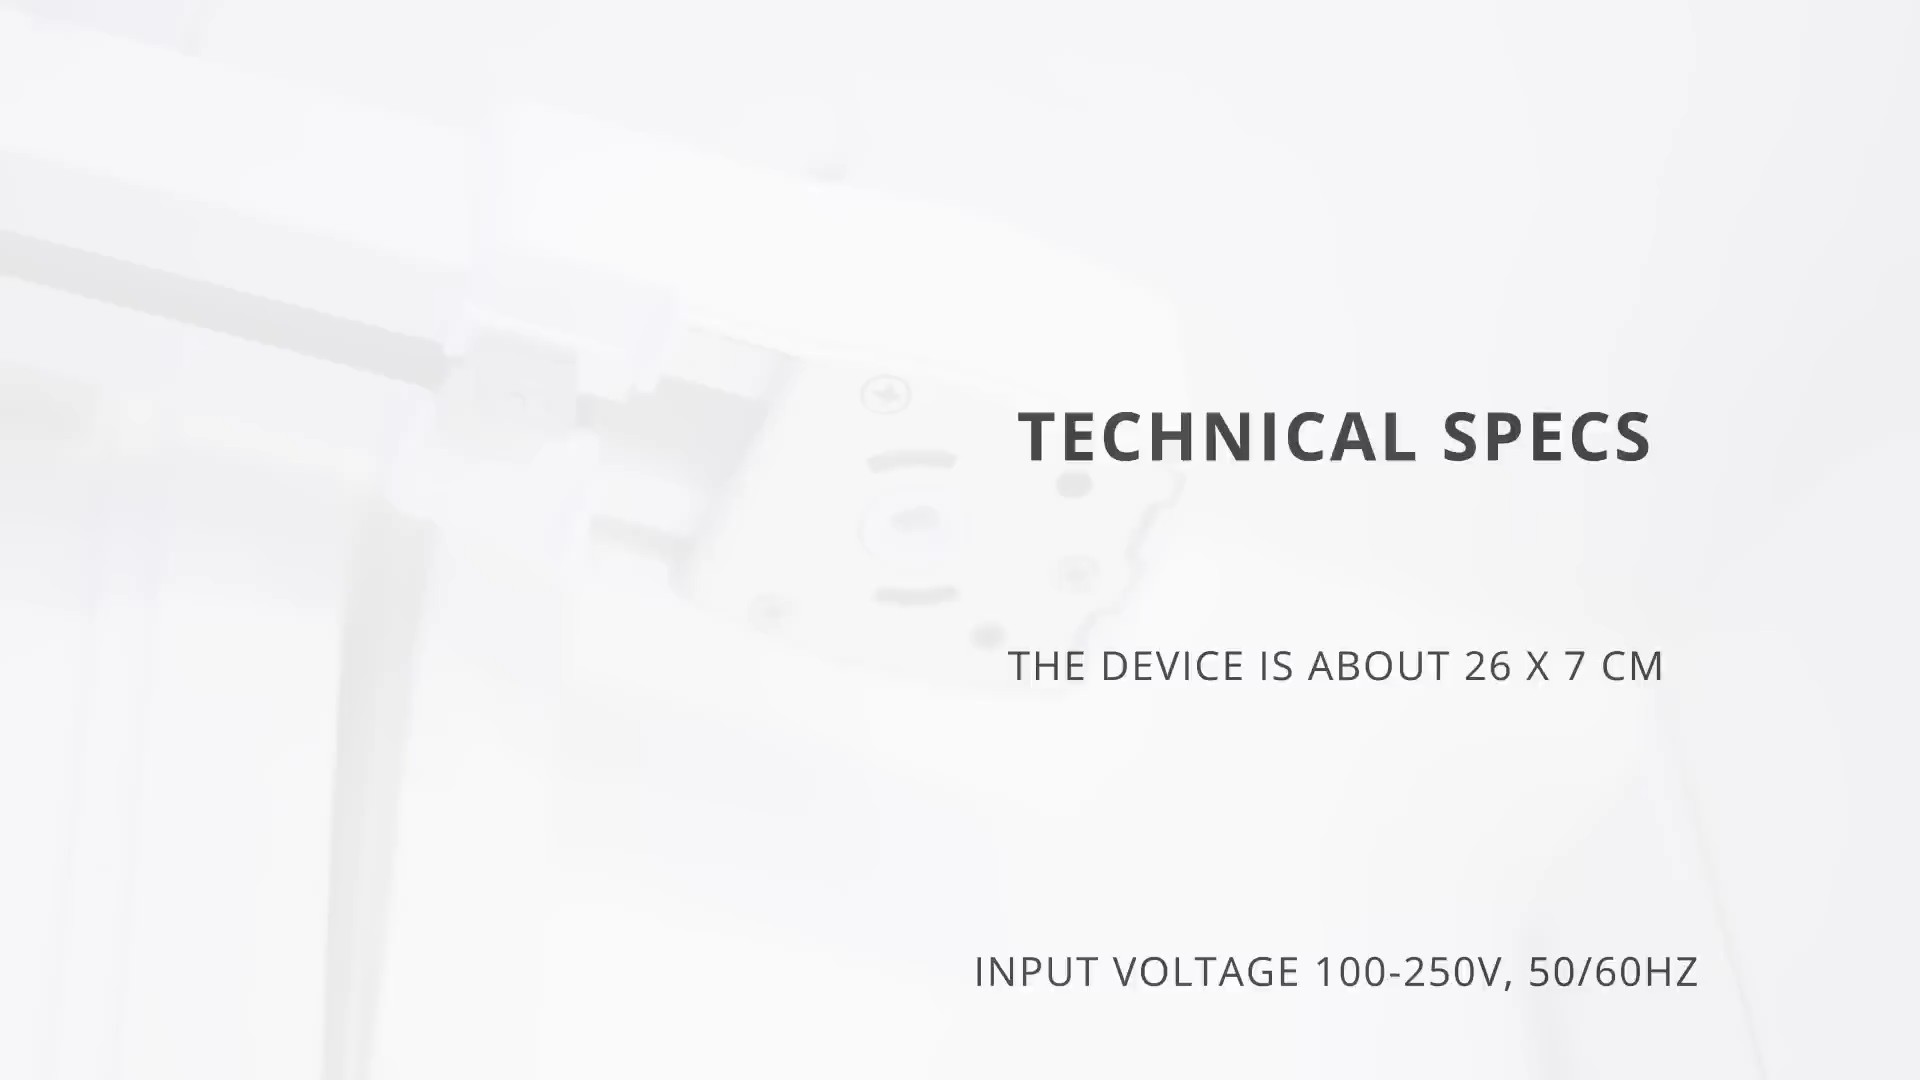 TECHNICAL SPECS
THE DEVICE IS ABOUT 26 X 7 CM
INPUT VOLTAGE 100-250V, 50/60HZ